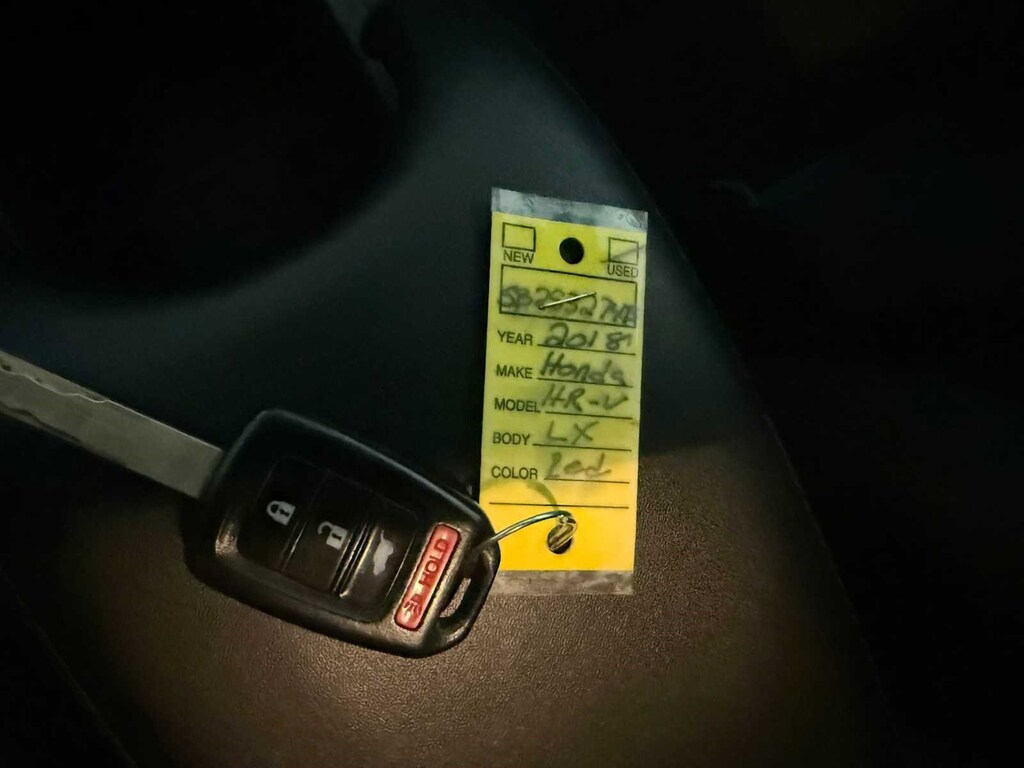 NEW
USED
YEAR 2018
MAKE Honda
MODEL HR-V
BODY LX
COLOR Red
HOLD